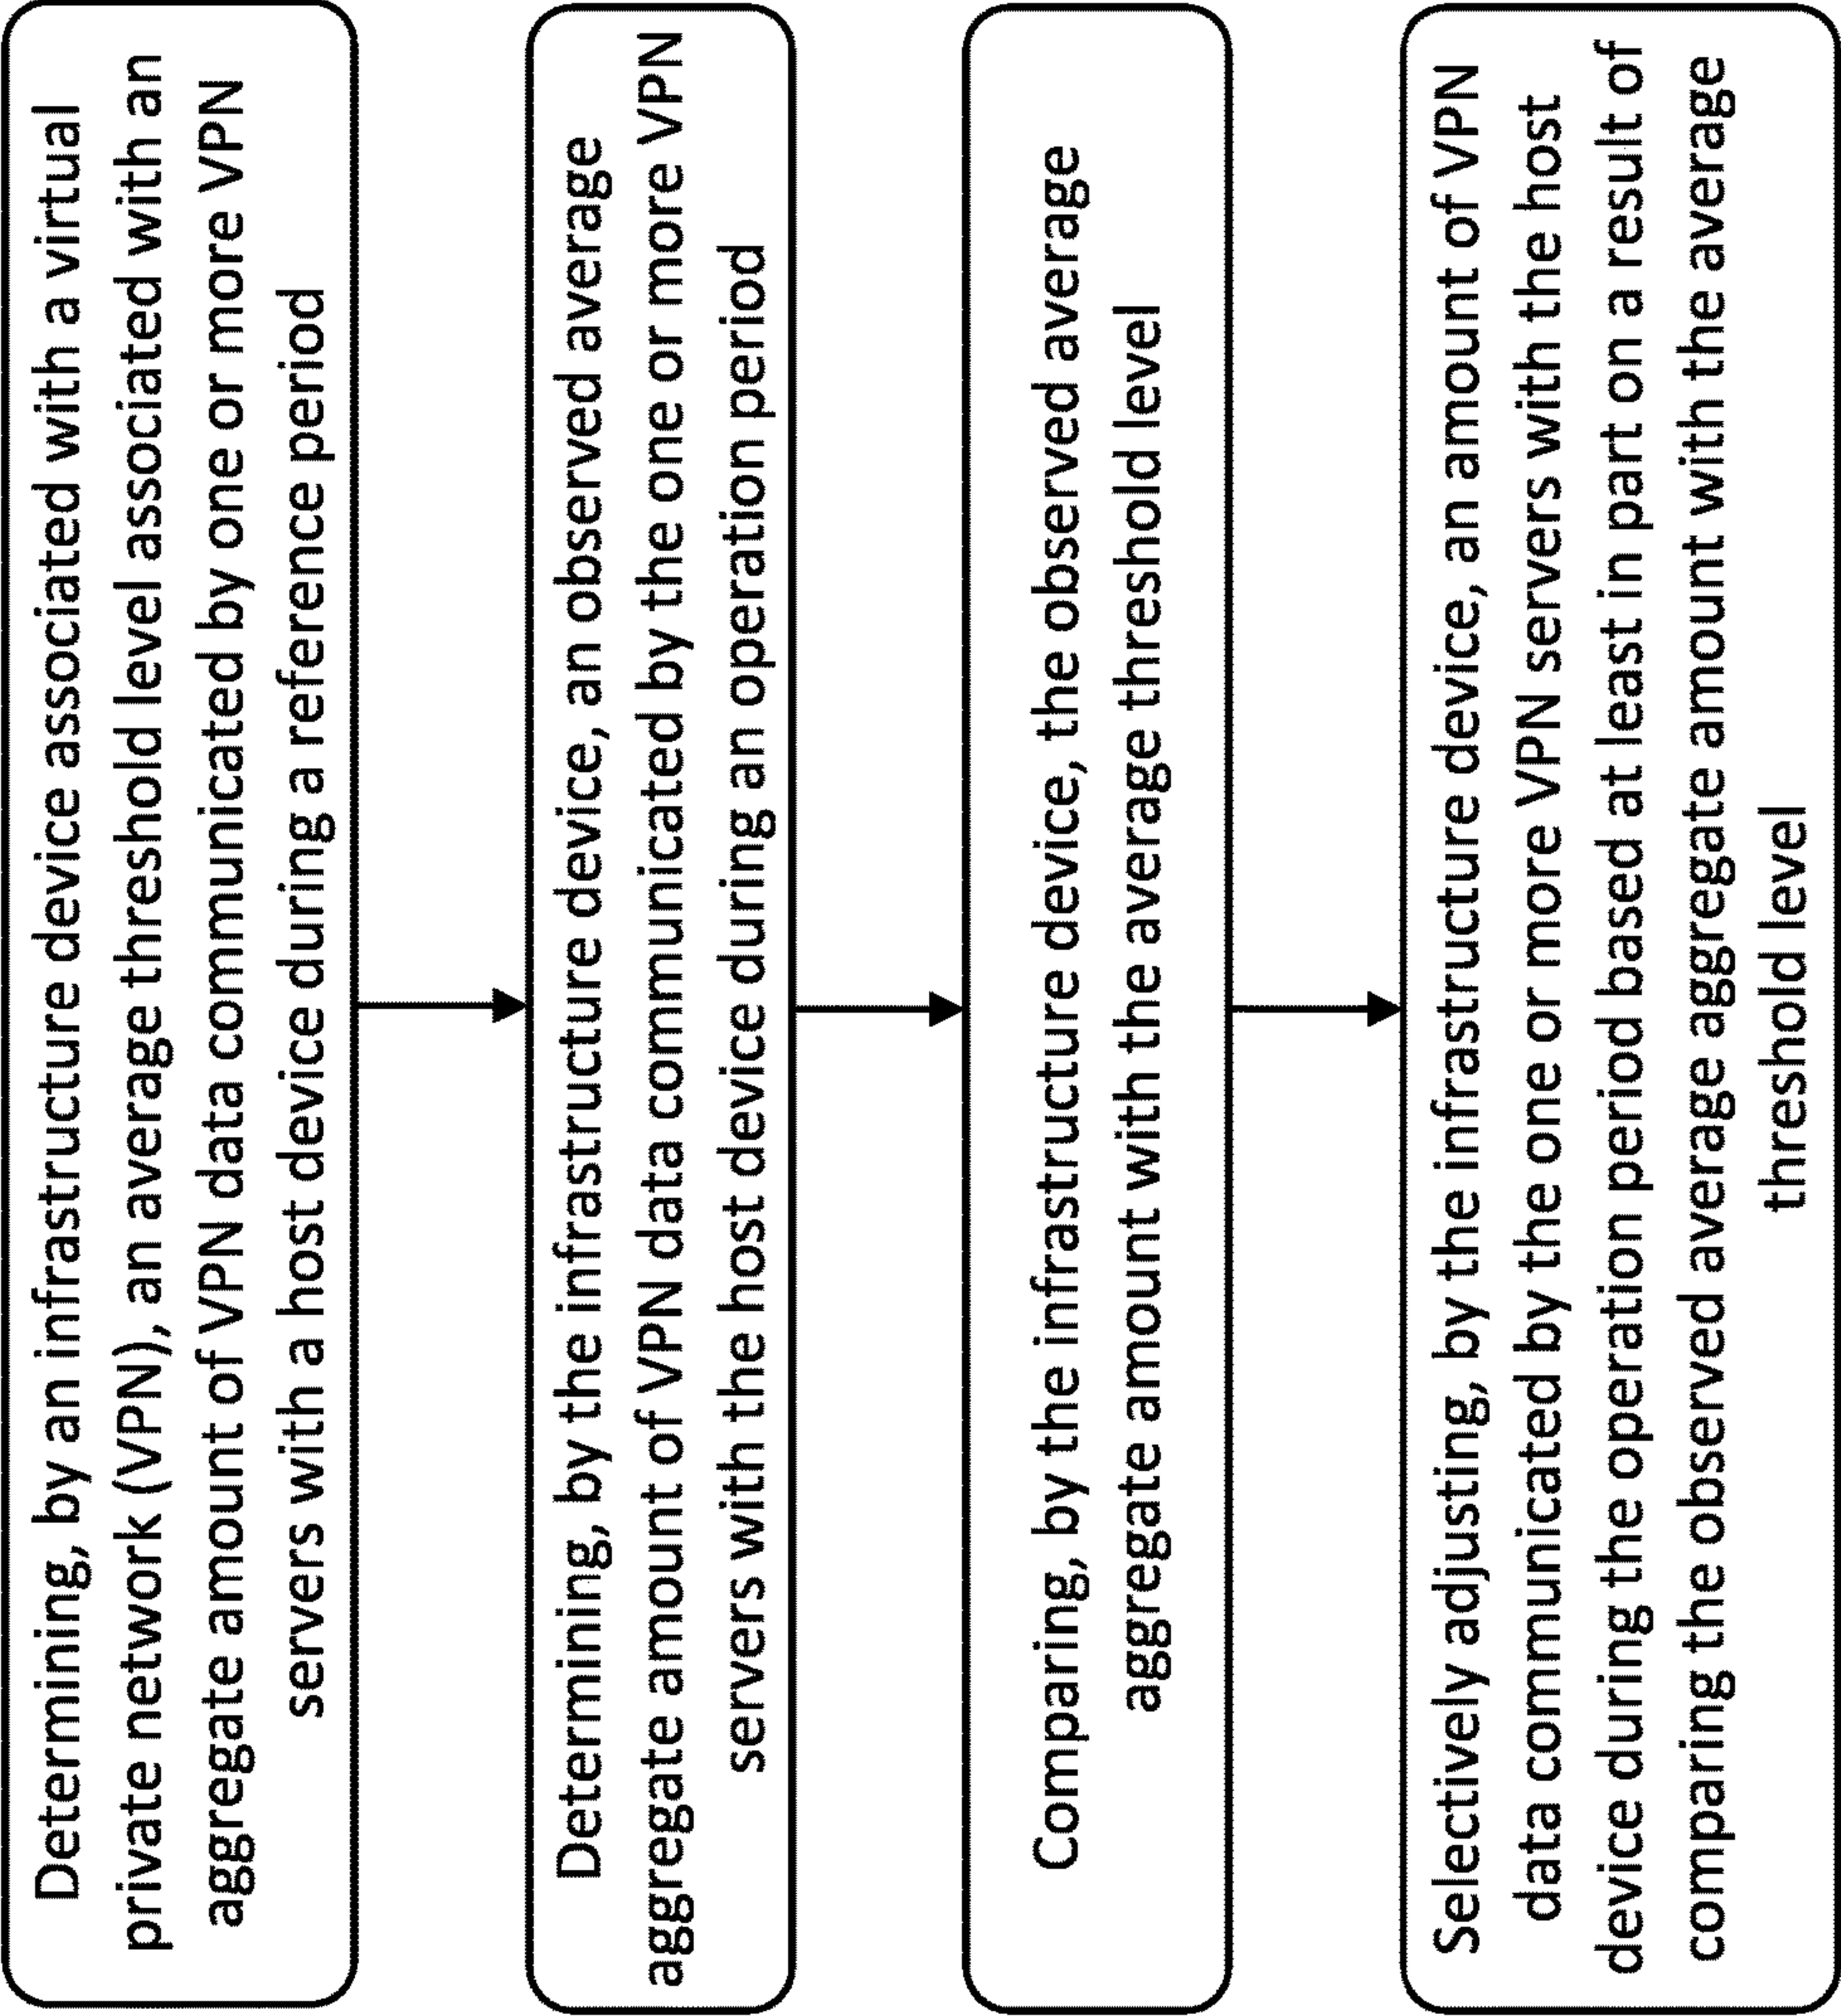 Determining, by an infrastructure device associated with a virtual
private network (VPN), an average threshold level associated with an
aggregate amount of VPN data communicated by one or more VPN
servers with a host device during a reference period
Determining, by the infrastructure device, an observed average
aggregate amount of VPN data communicated by the one or more VPN
servers with the host device during an operation period
Comparing, by the infrastructure device, the observed average
aggregate amount with the average threshold level
Selectively adjusting, by the infrastructure device, an amount of VPN
data communicated by the one or more VPN servers with the host
device during the operation period based at least in part on a result of
comparing the observed average aggregate amount with the average
threshold level